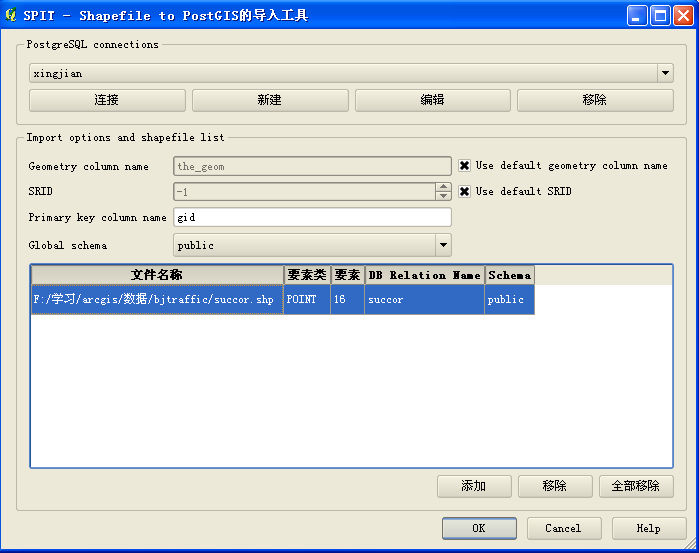 SPIT - Shapefile to PostGIS的导入工具
PostgreSQL connections
xingjian
连接 新建 编辑 移除
Import options and shapefile list
Geometry column name the_geom Use default geometry column name
SRID -1 Use default SRID
Primary key column name gid
Global schema public
文件名称 要素类 要素 DB Relation Name Schema
F:/学习/arcgis/数据/bjtraffic/succor.shp POINT 16 succor public
添加 移除 全部移除
OK Cancel Help